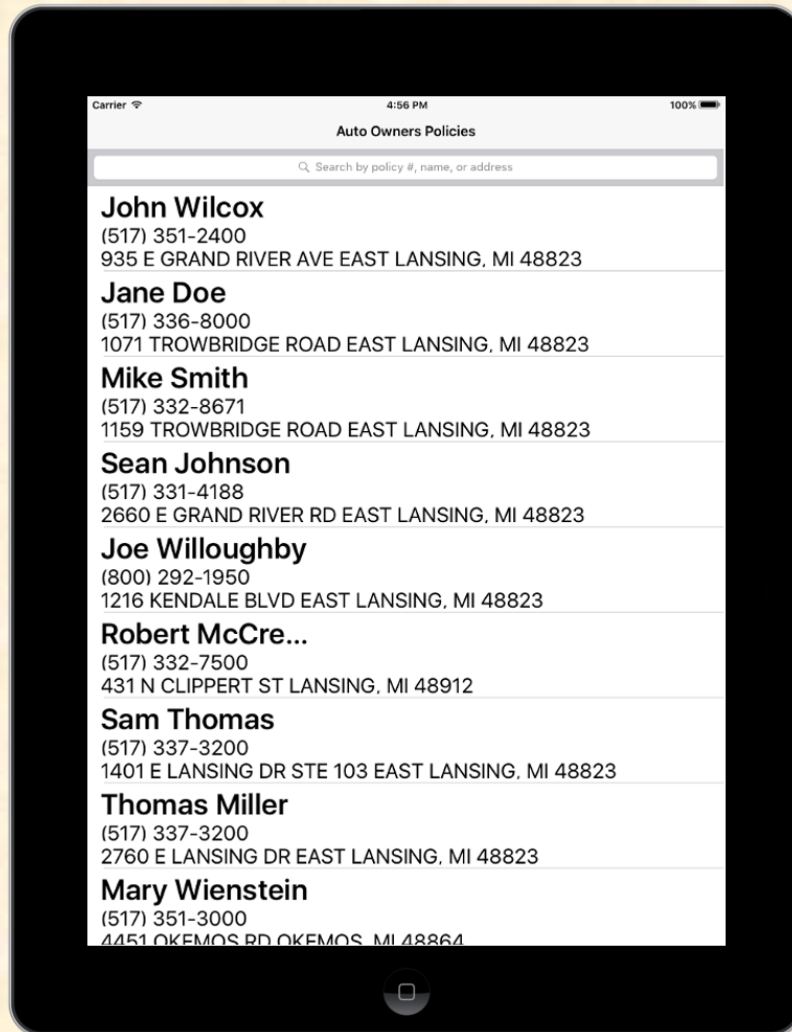 Carrier 4:56 PM 100%
Auto Owners Policies
Search by policy #, name, or address
John Wilcox
(517) 351-2400
935 E GRAND RIVER AVE EAST LANSING, MI 48823
Jane Doe
(517) 336-8000
1071 TROWBRIDGE ROAD EAST LANSING, MI 48823
Mike Smith
(517) 332-8671
1159 TROWBRIDGE ROAD EAST LANSING, MI 48823
Sean Johnson
(517) 331-4188
2660 E GRAND RIVER RD EAST LANSING, MI 48823
Joe Willoughby
(800) 292-1950
1216 KENDALE BLVD EAST LANSING, MI 48823
Robert McCre...
(517) 332-7500
431 N CLIPPERT ST LANSING, MI 48912
Sam Thomas
(517) 337-3200
1401 E LANSING DR STE 103 EAST LANSING, MI 48823
Thomas Miller
(517) 337-3200
2760 E LANSING DR EAST LANSING, MI 48823
Mary Wienstein
(517) 351-3000
4451 OKEMOS RD OKEMOS, MI 48864